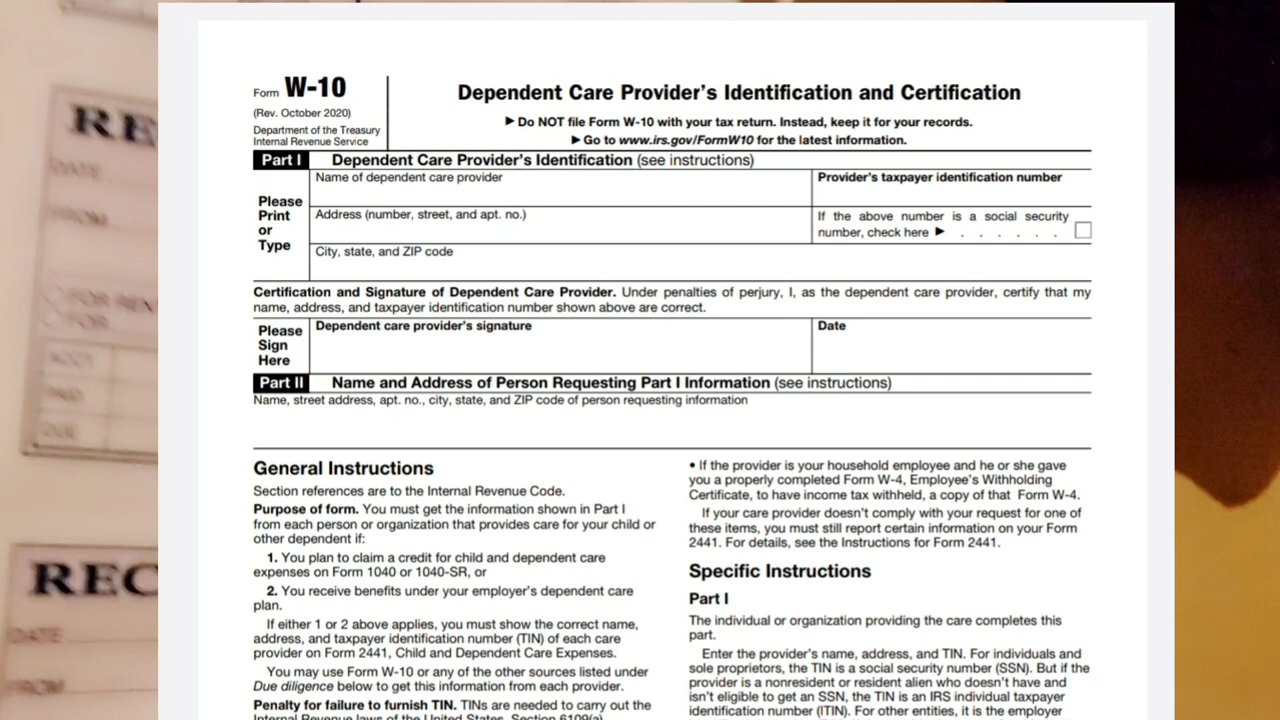 Form W-10
(Rev. October 2020)
Department of the Treasury
Internal Revenue Service
Dependent Care Provider's Identification and Certification
▶ Do NOT file Form W-10 with your tax return. Instead, keep it for your records.
▶ Go to www.irs.gov/FormW10 for the latest information.
Part I Dependent Care Provider's Identification (see instructions)
Please
Print
or
Type
Name of dependent care provider
Provider's taxpayer identification number
Address (number, street, and apt. no.)
If the above number is a social security
number, check here ▶ . . . . . .
City, state, and ZIP code
Certification and Signature of Dependent Care Provider. Under penalties of perjury, I, as the dependent care provider, certify that my
name, address, and taxpayer identification number shown above are correct.
Please
Sign
Here
Dependent care provider's signature
Date
Part II Name and Address of Person Requesting Part I Information (see instructions)
Name, street address, apt. no., city, state, and ZIP code of person requesting information
General Instructions
Section references are to the Internal Revenue Code.
Purpose of form. You must get the information shown in Part I
from each person or organization that provides care for your child or
other dependent if:
1. You plan to claim a credit for child and dependent care
expenses on Form 1040 or 1040-SR, or
2. You receive benefits under your employer's dependent care
plan.
If either 1 or 2 above applies, you must show the correct name,
address, and taxpayer identification number (TIN) of each care
provider on Form 2441, Child and Dependent Care Expenses.
You may use Form W-10 or any of the other sources listed under
Due diligence below to get this information from each provider.
Penalty for failure to furnish TIN. TINs are needed to carry out the
Internal Revenue laws of the United States. Section 6109(a)
• If the provider is your household employee and he or she gave
you a properly completed Form W-4, Employee's Withholding
Certificate, to have income tax withheld, a copy of that Form W-4.
If your care provider doesn't comply with your request for one of
these items, you must still report certain information on your Form
2441. For details, see the Instructions for Form 2441.
Specific Instructions
Part I
The individual or organization providing the care completes this
part.
Enter the provider's name, address, and TIN. For individuals and
sole proprietors, the TIN is a social security number (SSN). But if the
provider is a nonresident or resident alien who doesn't have and
isn't eligible to get an SSN, the TIN is an IRS individual taxpayer
identification number (ITIN). For other entities, it is the employer
RE
DATE
FROM
FOR
REC
DATE
FROM